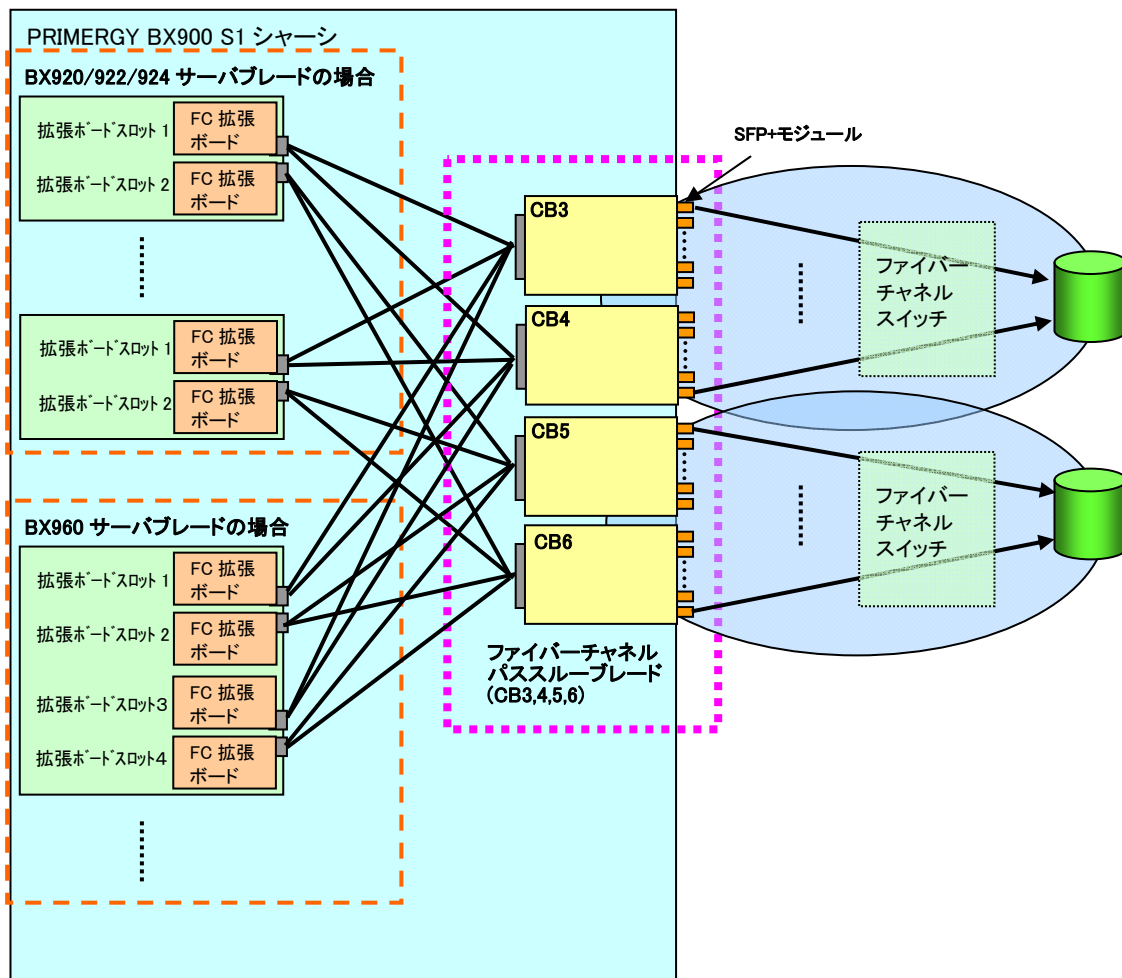 PRIMERGY BX900 S1 シャーシ
BX920/922/924 サーバブレードの場合
拡張ボードスロット 1
FC 拡張
ボード
拡張ボードスロット 2
FC 拡張
ボード
拡張ボードスロット 1
FC 拡張
ボード
拡張ボードスロット 2
FC 拡張
ボード
BX960 サーバブレードの場合
拡張ボードスロット 1
FC 拡張
ボード
拡張ボードスロット 2
FC 拡張
ボード
拡張ボードスロット3
FC 拡張
ボード
拡張ボードスロット4
FC 拡張
ボード
SFP+モジュール
CB3
CB4
CB5
CB6
ファイバーチャネル
パススルーブレード
(CB3,4,5,6)
ファイバー
チャネル
スイッチ
ファイバー
チャネル
スイッチ